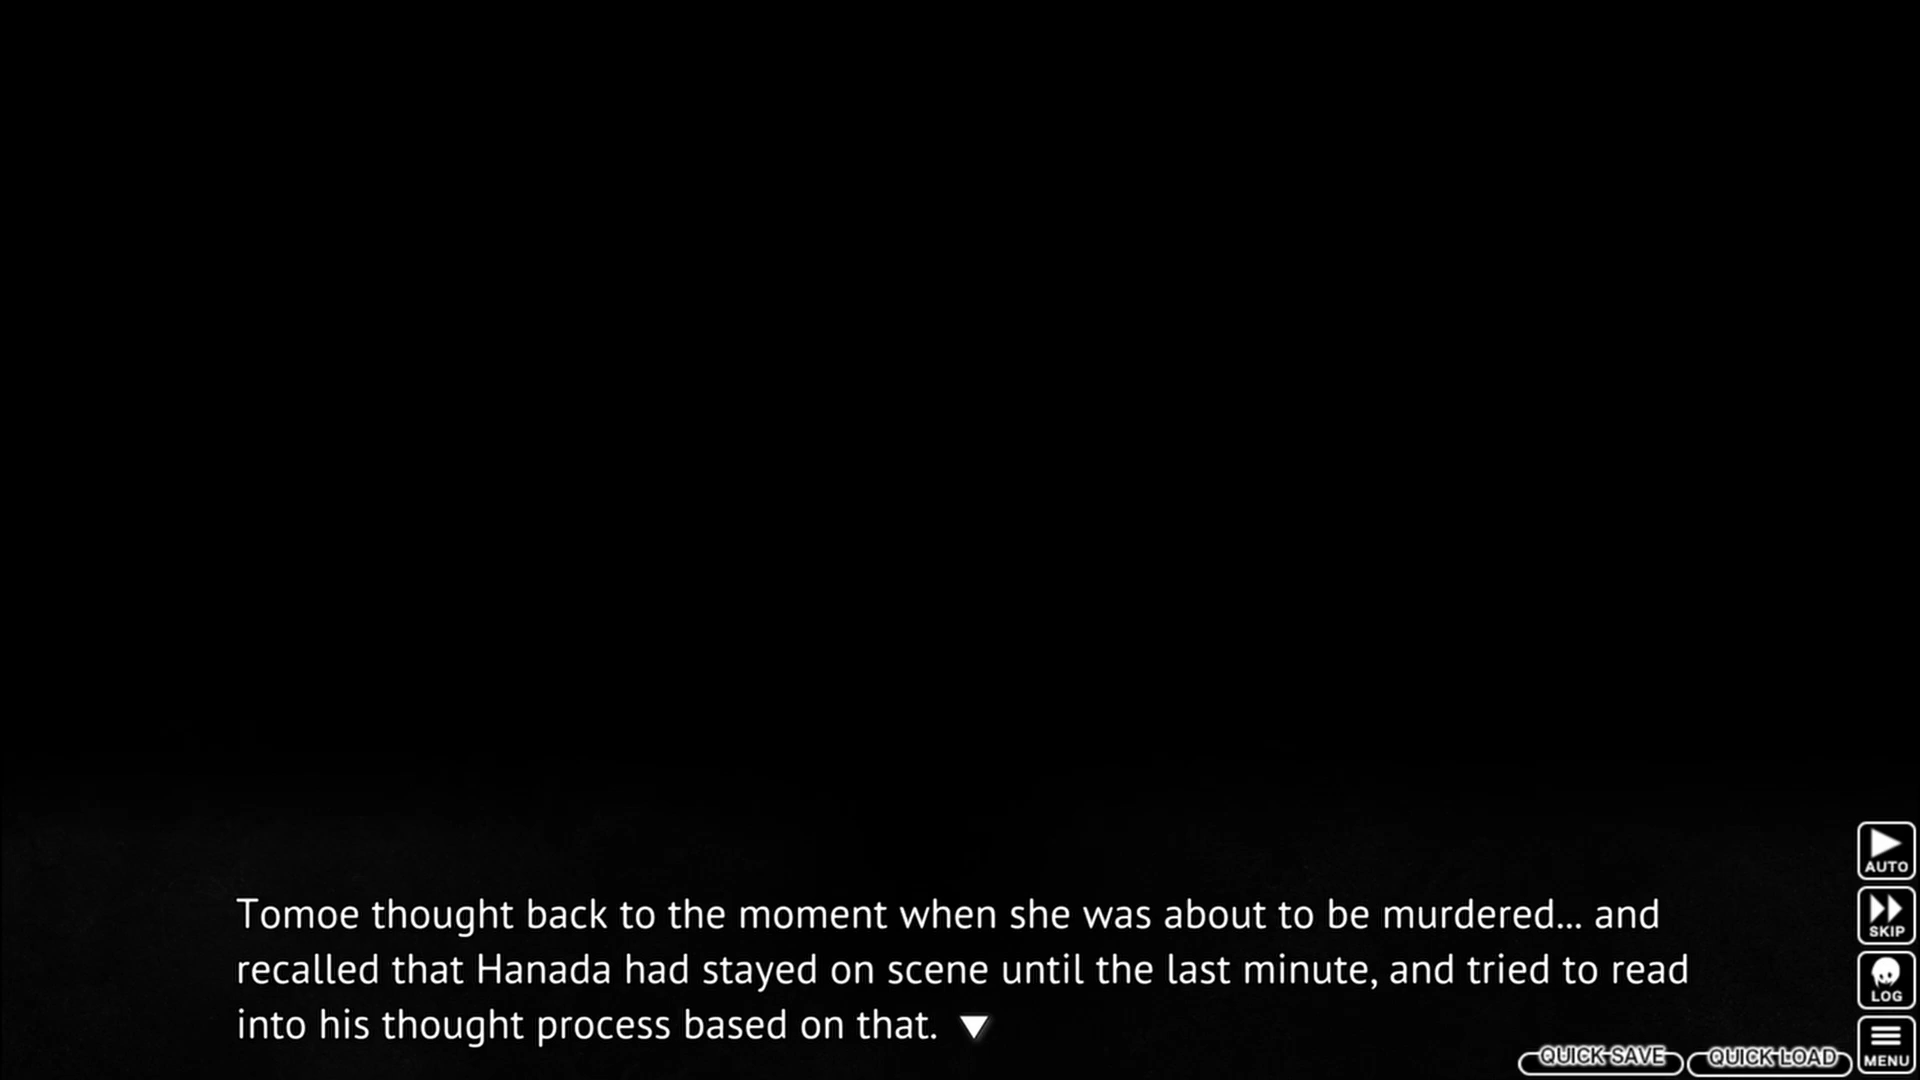 Tomoe thought back to the moment when she was about to be murdered... and
recalled that Hanada had stayed on scene until the last minute, and tried to read
into his thought process based on that.
AUTO
SKIP
LOG
MENU
QUICK SAVE
QUICK LOAD